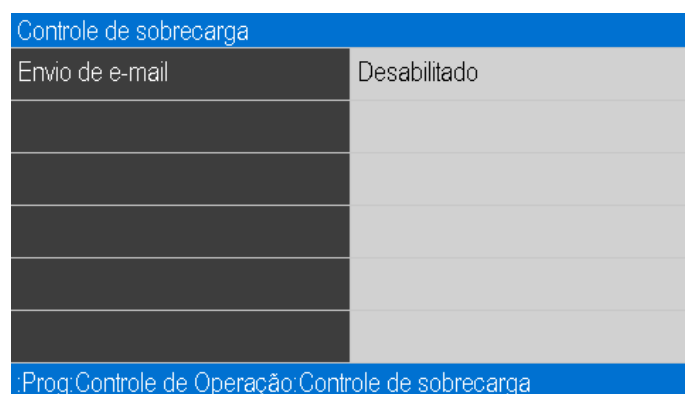 Controle de sobrecarga
Envio de e-mail Desabilitado
:Prog:Controle de Operação:Controle de sobrecarga